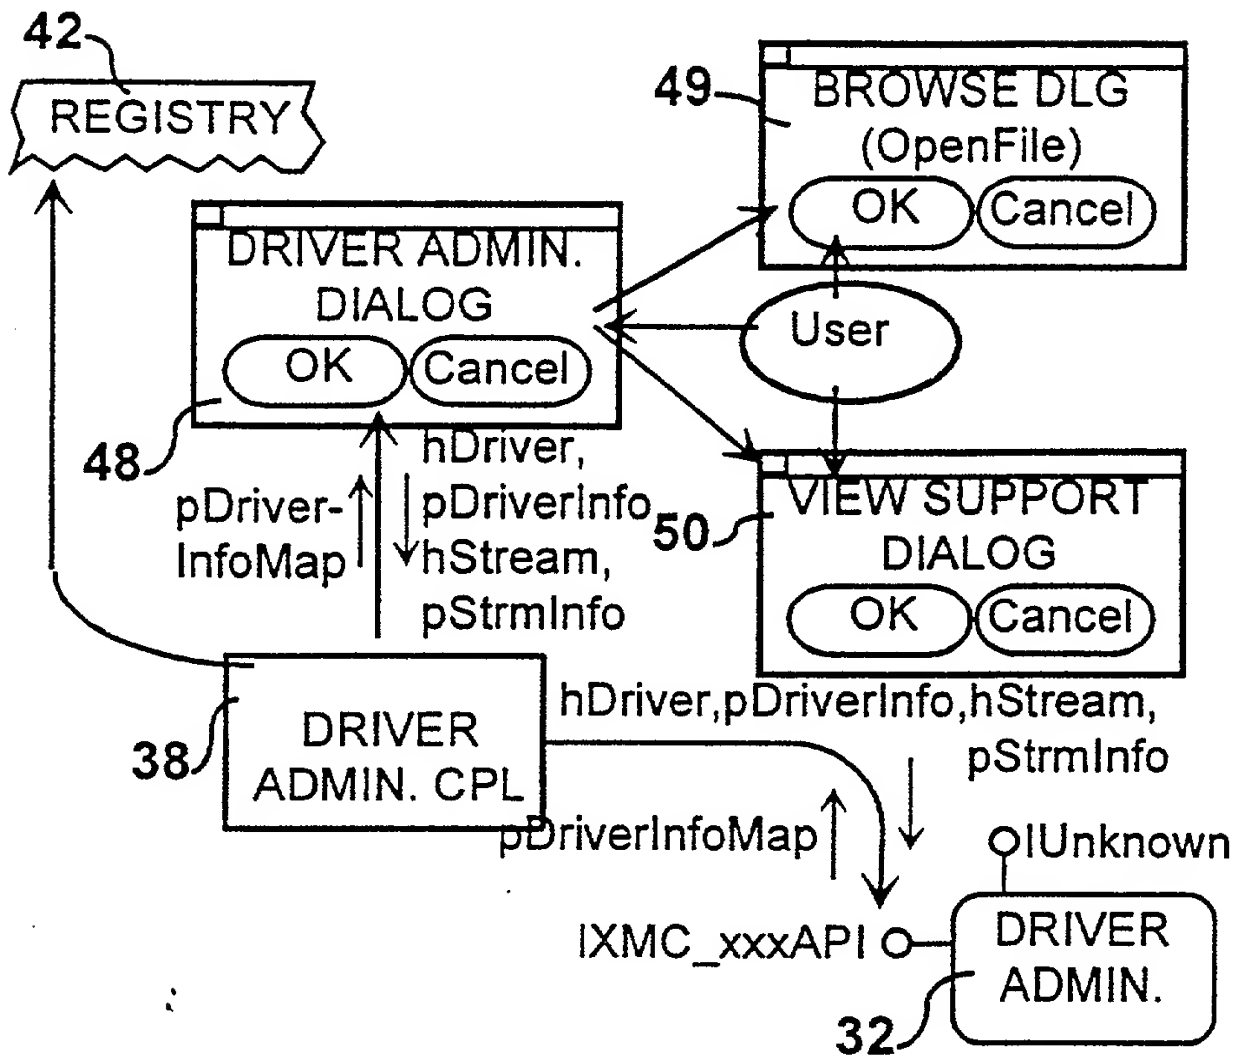 42
REGISTRY
49
BROWSE DLG
(OpenFile)
OK
Cancel
DRIVER ADMIN.
DIALOG
OK
Cancel
48
User
50
VIEW SUPPORT
DIALOG
OK
Cancel
pDriver-
InfoMap
hDriver,
pDriverInfo
hStream,
pStrmInfo
38
DRIVER
ADMIN. CPL
hDriver,pDriverInfo,hStream,
pStrmInfo
pDriverInfoMap
IUnknown
IXMC_xxxAPI
DRIVER
ADMIN.
32